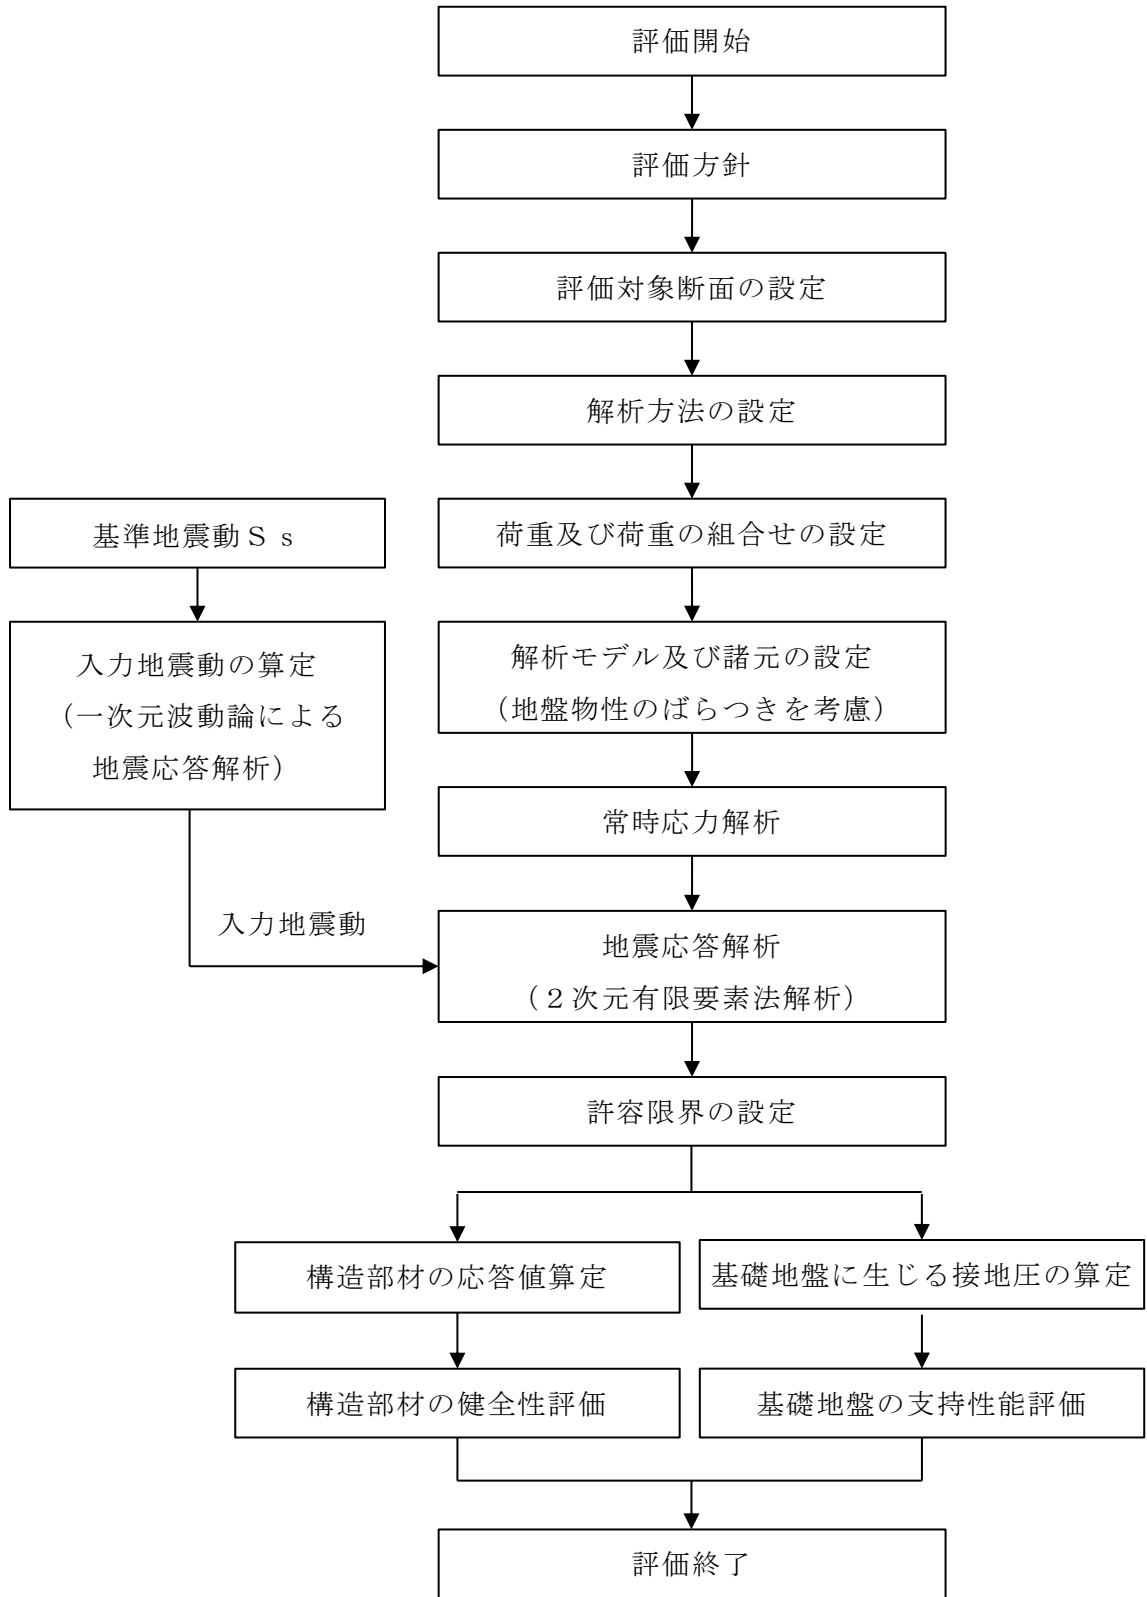 評価開始
評価方針
評価対象断面の設定
解析方法の設定
荷重及び荷重の組合せの設定
基準地震動Ｓｓ
入力地震動の算定
（一次元波動論による
地震応答解析）
解析モデル及び諸元の設定
（地盤物性のばらつきを考慮）
常時応力解析
入力地震動
地震応答解析
（２次元有限要素法解析）
許容限界の設定
構造部材の応答値算定
基礎地盤に生じる接地圧の算定
構造部材の健全性評価
基礎地盤の支持性能評価
評価終了